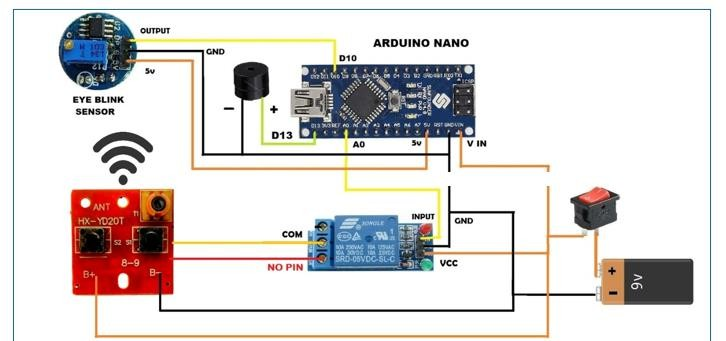 OUTPUT
GND
5v
EYE BLINK
SENSOR
ARDUINO NANO
D10
D13
A0
5v
V IN
ANT
HX-YD20T
S2
S1
8-9
B+
B-
COM
NO PIN
SONGLE
SRD-05VDC-SL-C
INPUT
GND
VCC
9v